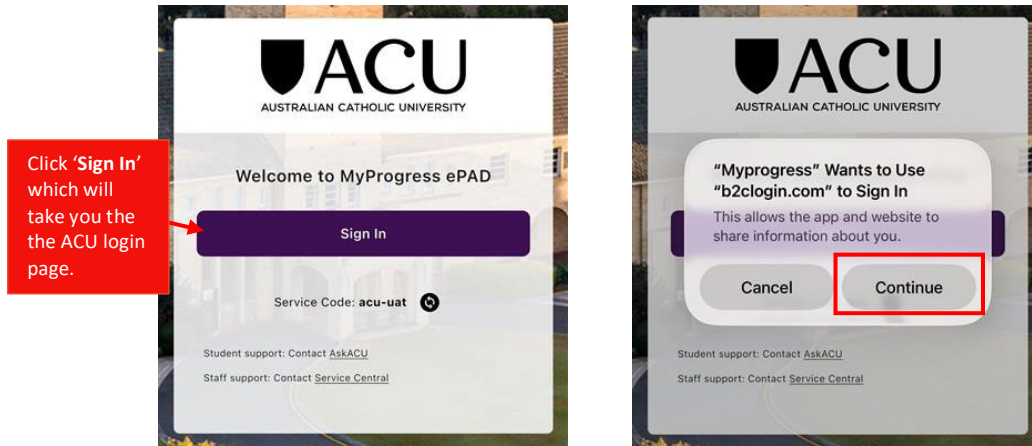 ACU
AUSTRALIAN CATHOLIC UNIVERSITY
Click ‘Sign In’
which will
take you the
the ACU login
page.
Welcome to MyProgress ePAD
Sign In
Service Code: acu-uat
Student support: Contact AskACU
Staff support: Contact Service Central
ACU
AUSTRALIAN CATHOLIC UNIVERSITY
“Myprogress” Wants to Use
“b2clogin.com” to Sign In
This allows the app and website to
share information about you.
Cancel
Continue
Student support: Contact AskACU
Staff support: Contact Service Central